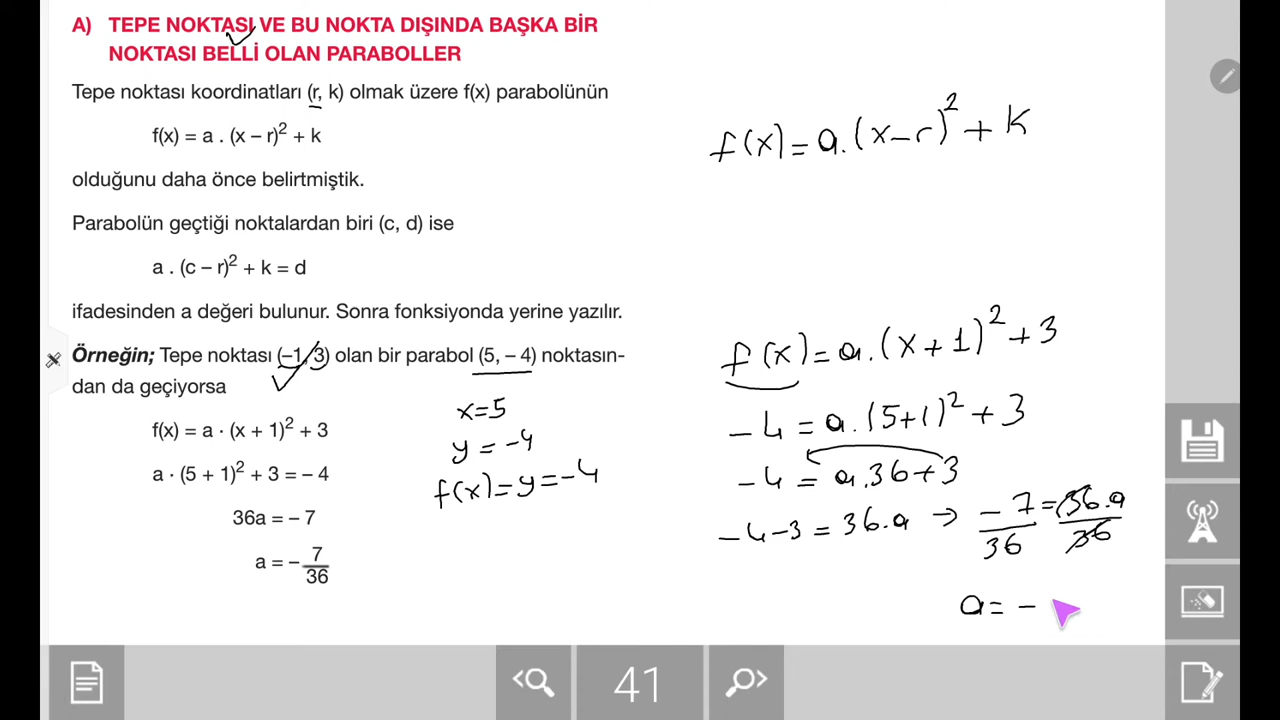 A) TEPE NOKTASI VE BU NOKTA DIŞINDA BAŞKA BİR
NOKTASI BELLİ OLAN PARABOLLER
Tepe noktası koordinatları (r, k) olmak üzere f(x) parabolünün
f(x) = a . (x – r)² + k
olduğunu daha önce belirtmiştik.
Parabolün geçtiği noktalardan biri (c, d) ise
a . (c – r)² + k = d
ifadesinden a değeri bulunur. Sonra fonksiyonda yerine yazılır.
Örneğin; Tepe noktası (–1, 3) olan bir parabol (5, – 4) noktasın-
dan da geçiyorsa
f(x) = a · (x + 1)² + 3
a · (5 + 1)² + 3 = – 4
36a = – 7
a = – 7/36
x=5
y = -4
f(x)=y=-4
f(x)=a.(x-r)²+k
f(x)=a.(x+1)²+3
-4=a.(5+1)²+3
-4=a.36+3
-4-3=36.a → -7/36=36.a/36
a= -
41